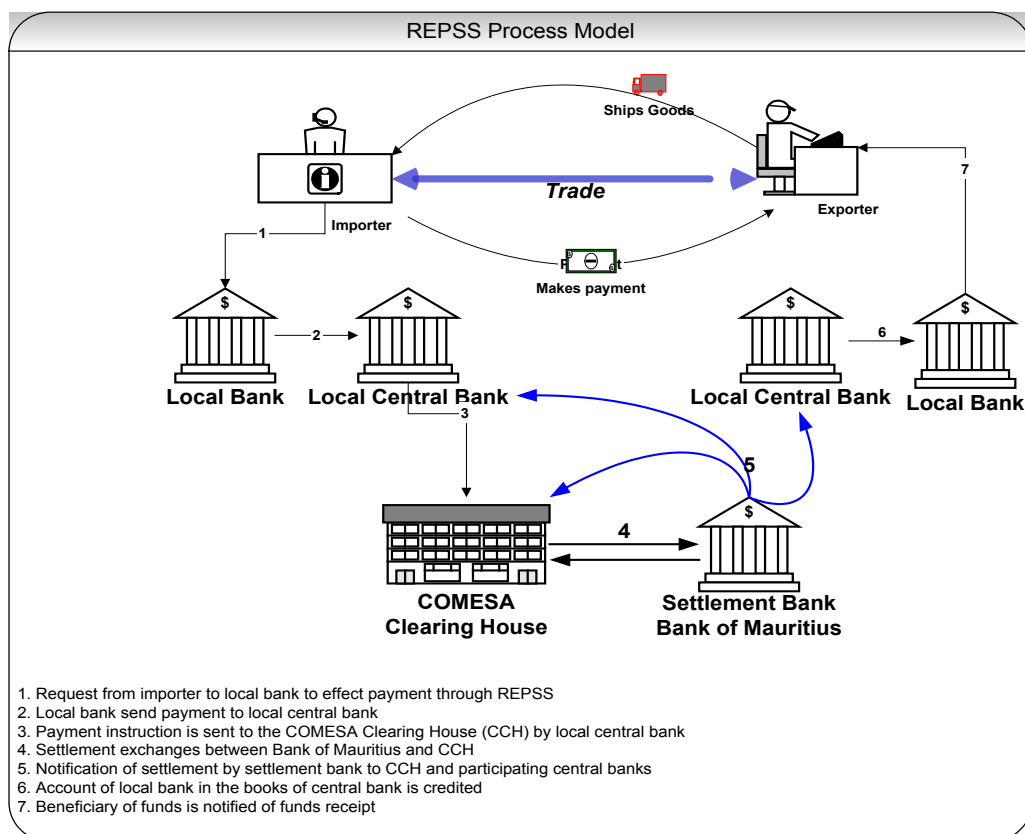 REPSS Process Model
Ships Goods
Trade
7
Importer
Exporter
1
Makes payment
$
$
$
$
2
6
Local Bank
Local Central Bank
Local Central Bank
Local Bank
3
5
$
4
COMESA
Clearing House
Settlement Bank
Bank of Mauritius
1. Request from importer to local bank to effect payment through REPSS
2. Local bank send payment to local central bank
3. Payment instruction is sent to the COMESA Clearing House (CCH) by local central bank
4. Settlement exchanges between Bank of Mauritius and CCH
5. Notification of settlement by settlement bank to CCH and participating central banks
6. Account of local bank in the books of central bank is credited
7. Beneficiary of funds is notified of funds receipt